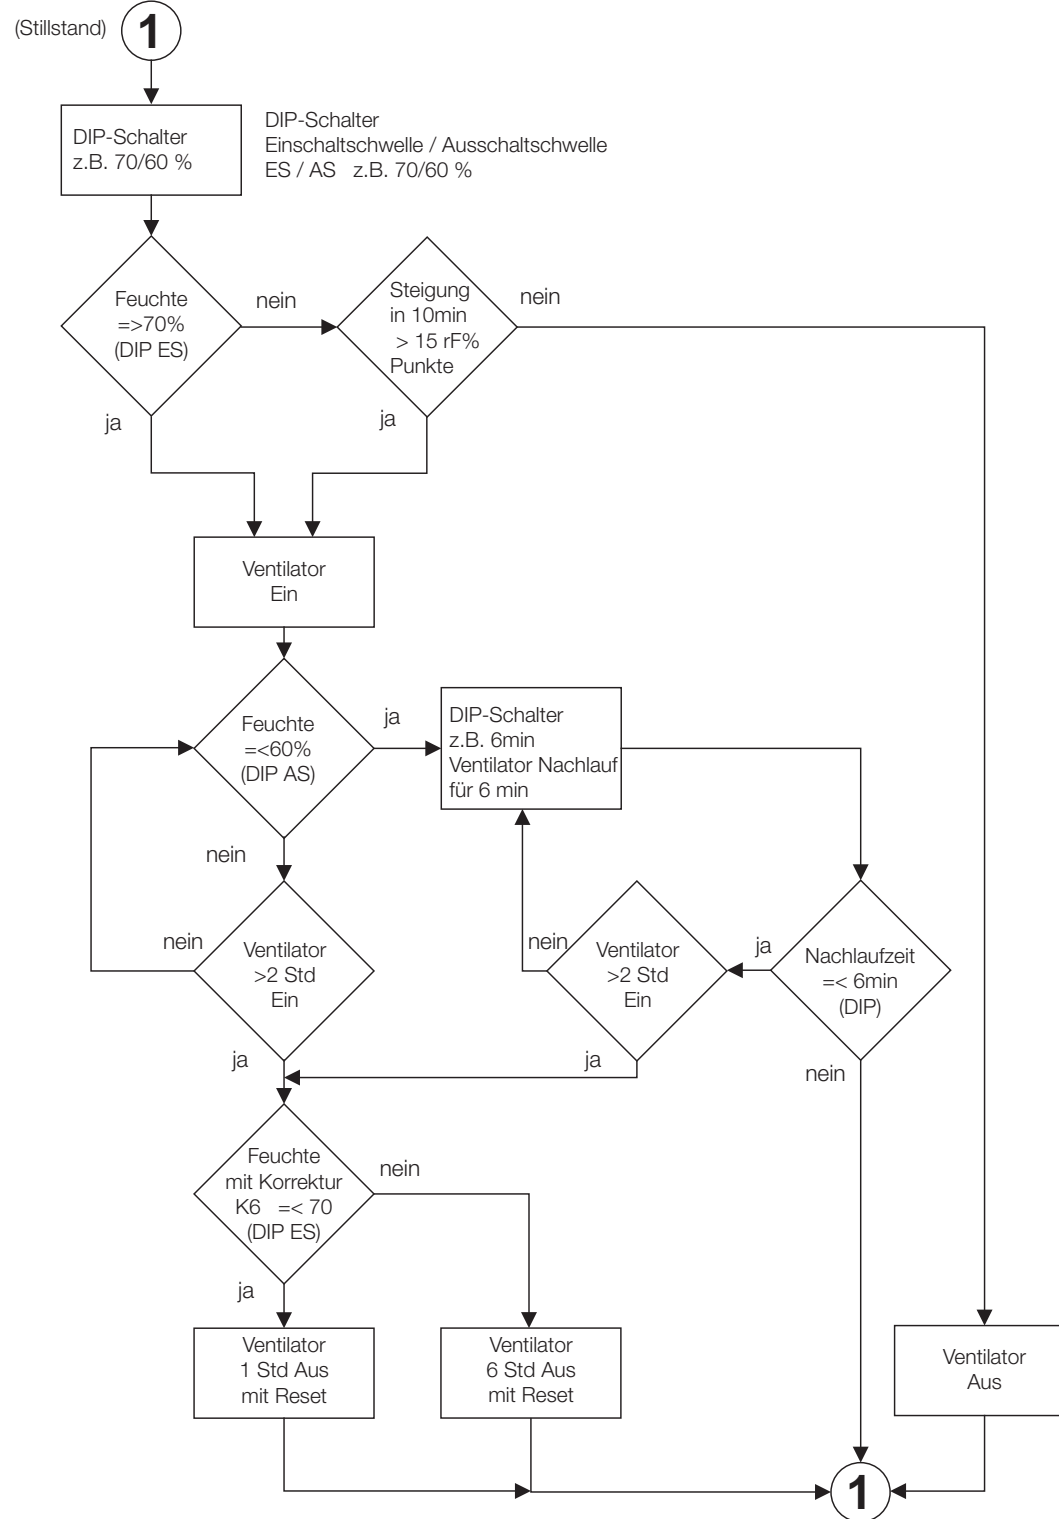 (Stillstand)
1
DIP-Schalter
z.B. 70/60 %
DIP-Schalter
Einschaltschwelle / Ausschaltschwelle
ES / AS z.B. 70/60 %
Feuchte
=>70%
(DIP ES)
nein
Steigung
in 10min
> 15 rF%
Punkte
nein
ja
ja
Ventilator
Ein
Feuchte
=<60%
(DIP AS)
ja
DIP-Schalter
z.B. 6min
Ventilator Nachlauf
für 6 min
nein
nein
Ventilator
>2 Std
Ein
nein
Ventilator
>2 Std
Ein
ja
Nachlaufzeit
=< 6min
(DIP)
ja
ja
nein
Feuchte
mit Korrektur
K6 =< 70
(DIP ES)
nein
ja
Ventilator
1 Std Aus
mit Reset
Ventilator
6 Std Aus
mit Reset
Ventilator
Aus
1